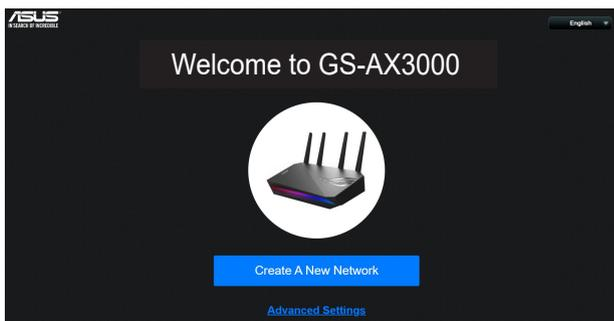 ASUS
IN SEARCH OF INCREDIBLE
English
Welcome to GS-AX3000
Create A New Network
Advanced Settings